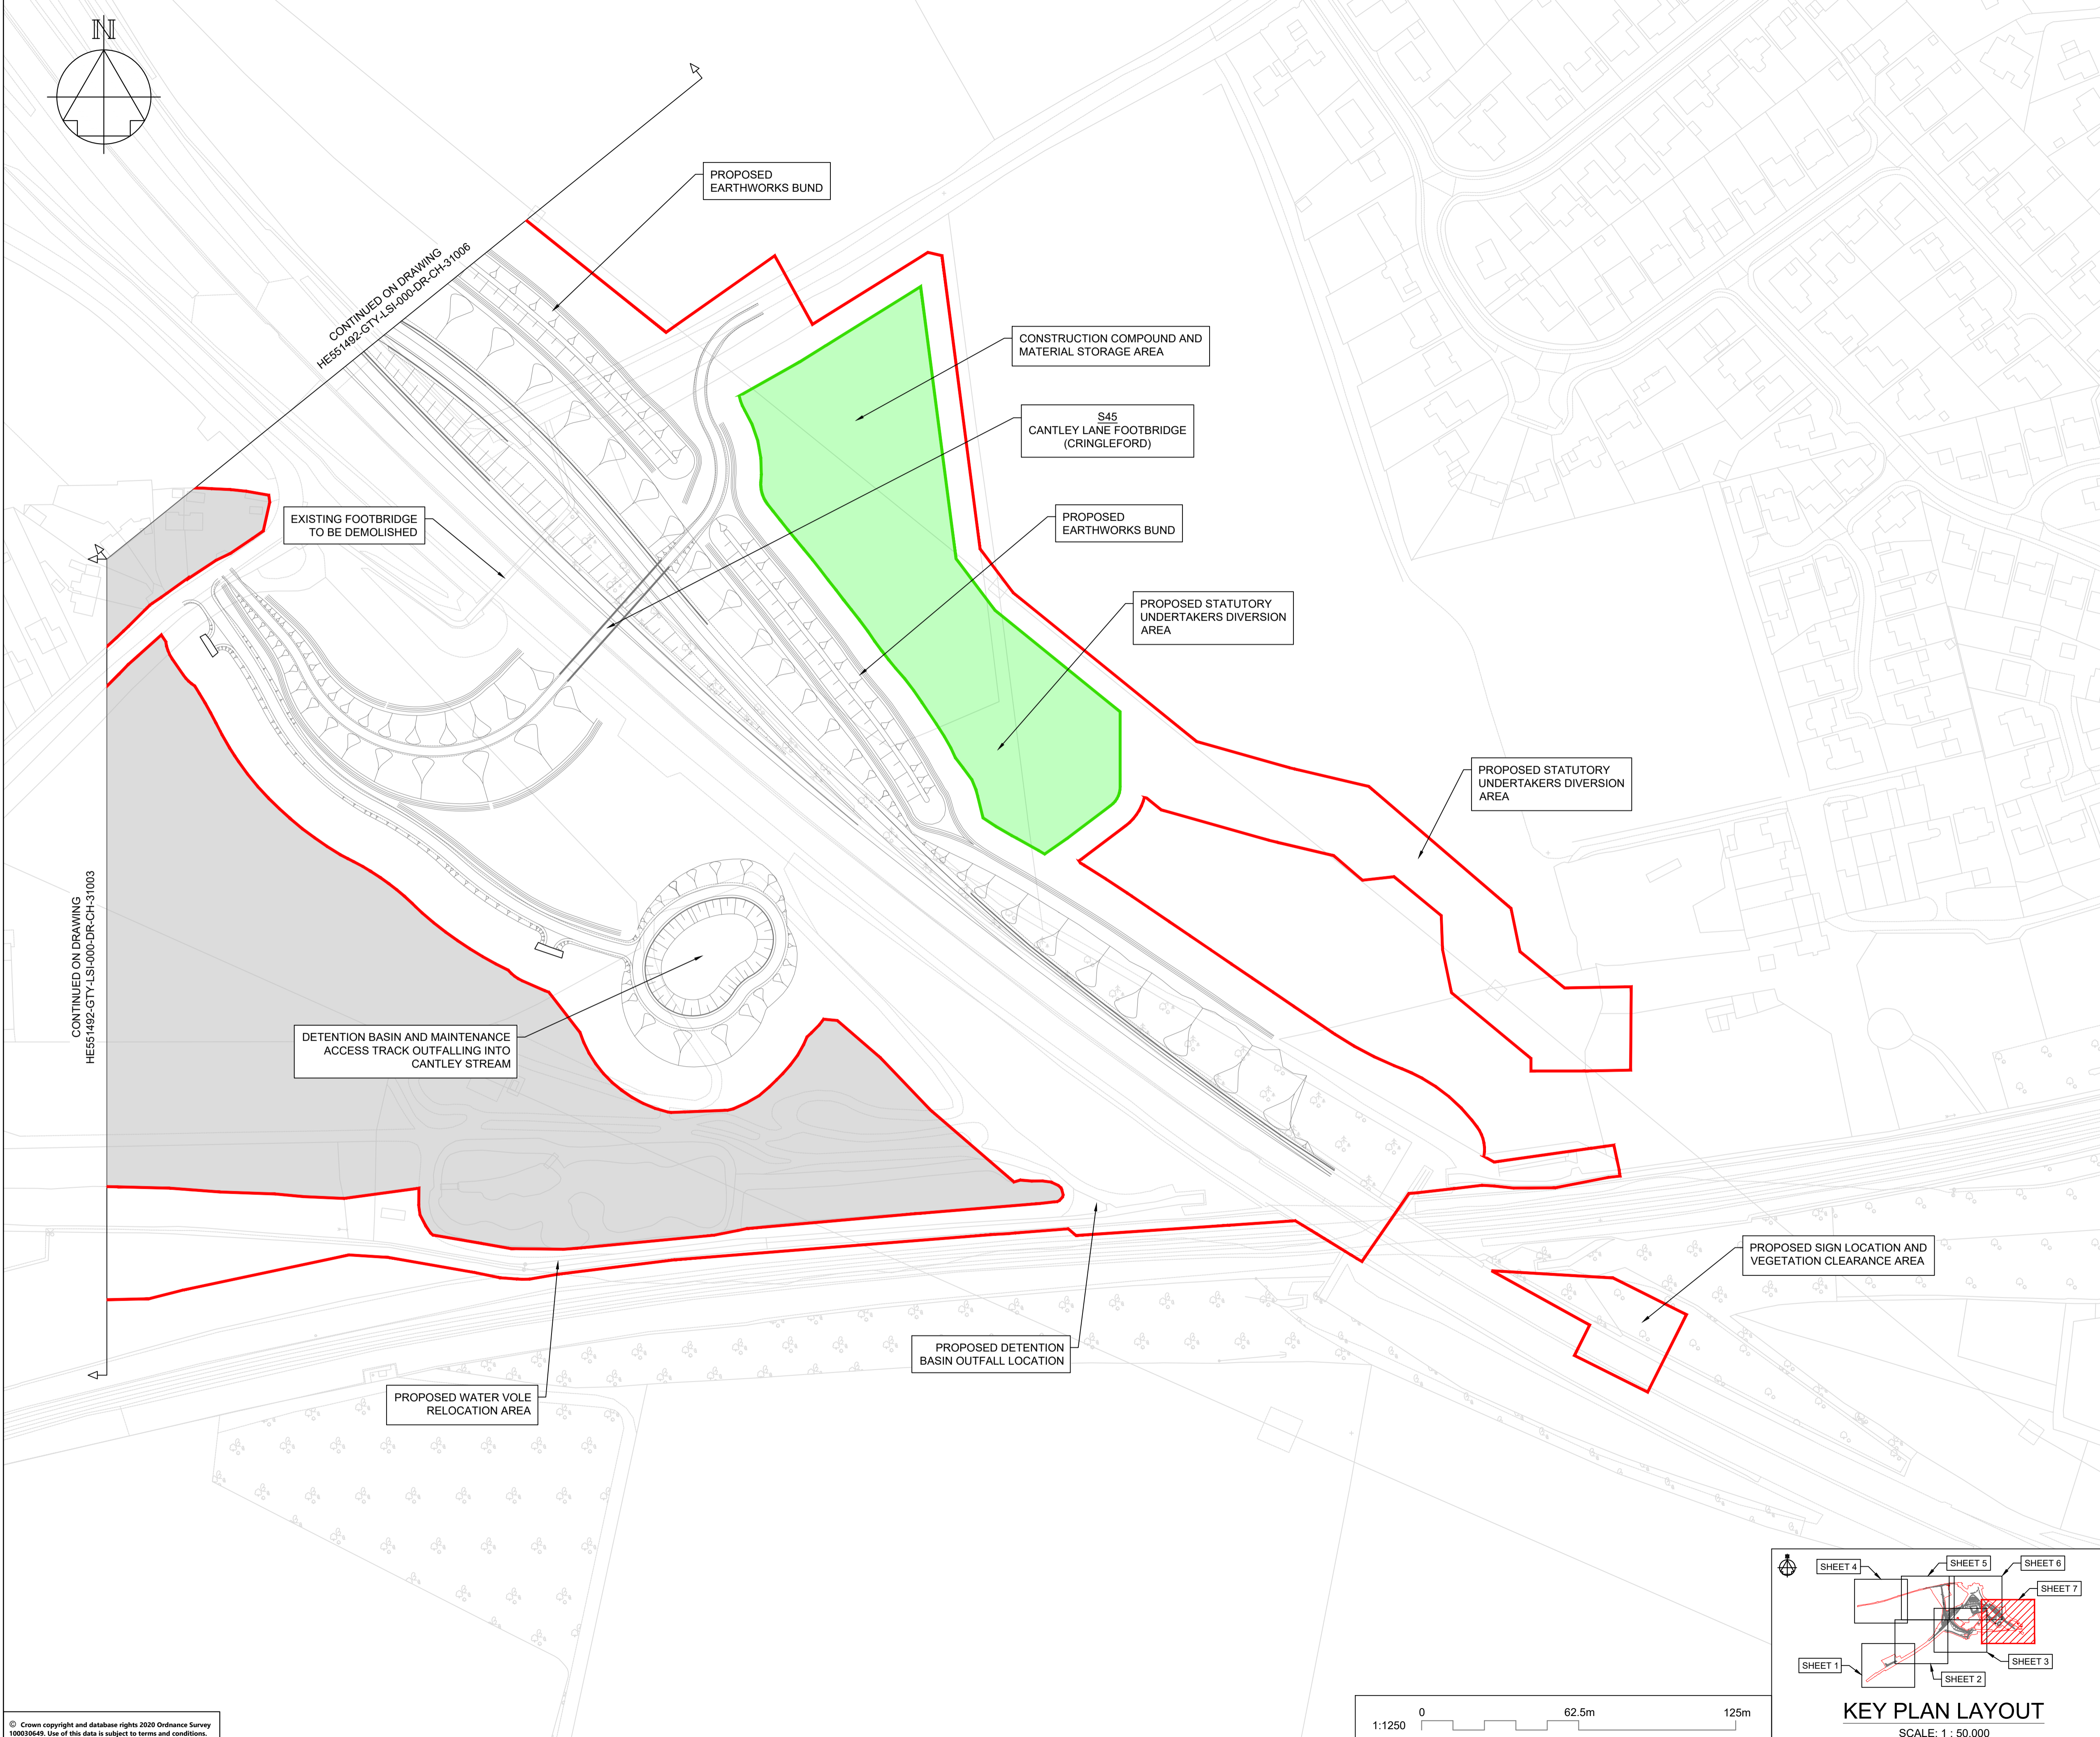 N
PROPOSED
EARTHWORKS BUND
CONTINUED ON DRAWING
HE551492-GTY-LSI-000-DR-CH-31006
CONSTRUCTION COMPOUND AND
MATERIAL STORAGE AREA
S45
CANTLEY LANE FOOTBRIDGE
(CRINGLEFORD)
EXISTING FOOTBRIDGE
TO BE DEMOLISHED
PROPOSED
EARTHWORKS BUND
PROPOSED STATUTORY
UNDERTAKERS DIVERSION
AREA
PROPOSED STATUTORY
UNDERTAKERS DIVERSION
AREA
CONTINUED ON DRAWING
HE551492-GTY-LSI-000-DR-CH-31003
DETENTION BASIN AND MAINTENANCE
ACCESS TRACK OUTFALLING INTO
CANTLEY STREAM
PROPOSED SIGN LOCATION AND
VEGETATION CLEARANCE AREA
PROPOSED DETENTION
BASIN OUTFALL LOCATION
PROPOSED WATER VOLE
RELOCATION AREA
SHEET 4
SHEET 5
SHEET 6
SHEET 7
SHEET 1
SHEET 2
SHEET 3
KEY PLAN LAYOUT
SCALE: 1 : 50,000
1:1250
0
62.5m
125m
© Crown copyright and database rights 2020 Ordnance Survey
100030649. Use of this data is subject to terms and conditions.